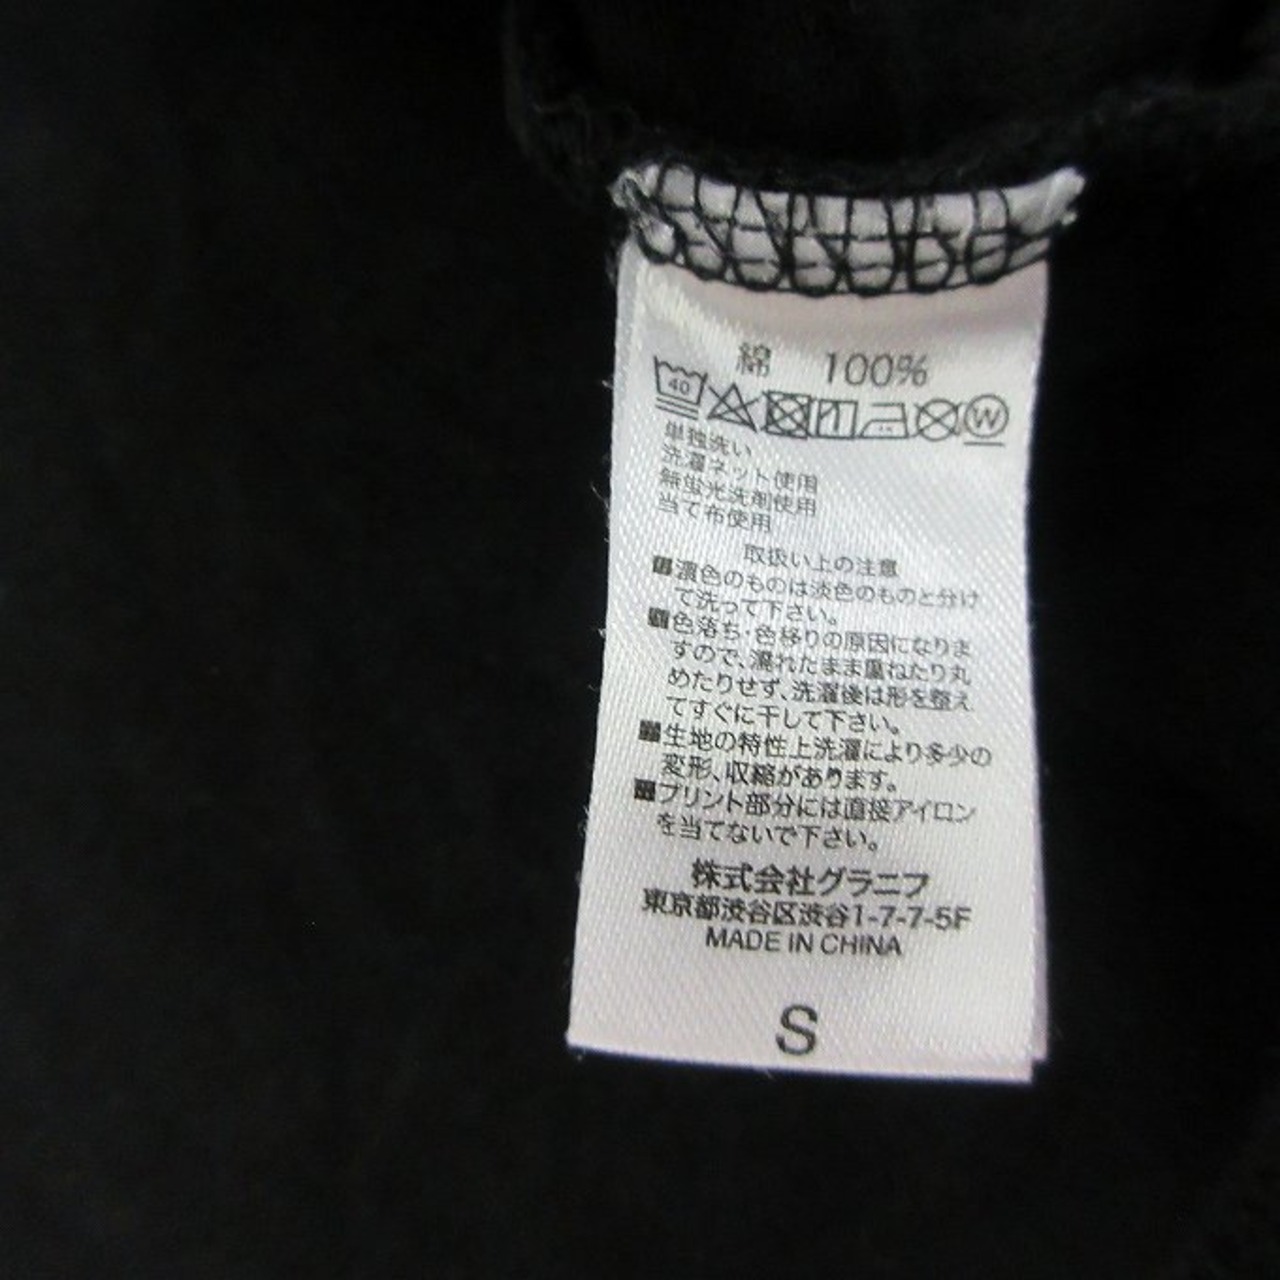 綿 100%
40
W
単独洗い
洗濯ネット使用
無蛍光洗剤使用
当て布使用
取扱い上の注意
■濃色のものは淡色のものと分け
て洗って下さい。
■色落ち・色移りの原因になりま
すので、濡れたまま重ねたり丸
めたりせず、洗濯後は形を整え
てすぐに干して下さい。
■生地の特性上洗濯により多少の
変形、収縮があります。
■プリント部分には直接アイロン
を当てないで下さい。
株式会社グラニフ
東京都渋谷区渋谷1-7-7-5F
MADE IN CHINA
S